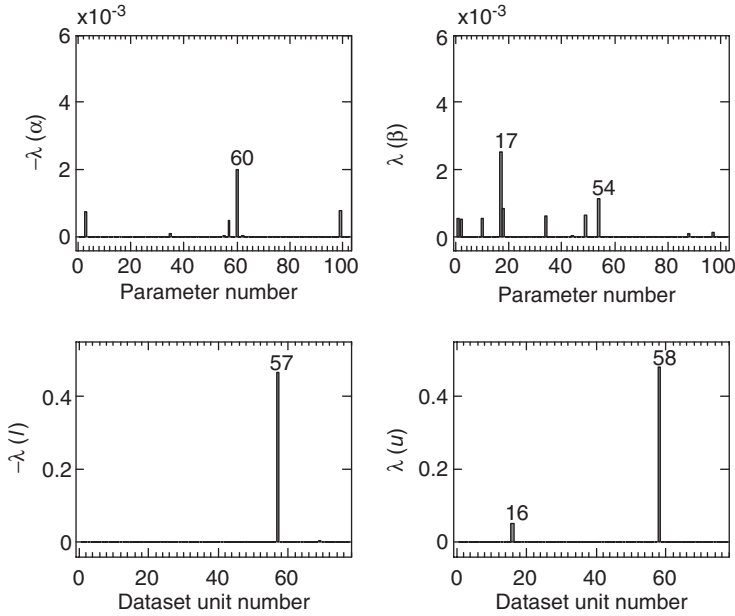 x10⁻³
x10⁻³
6
4
2
0
−λ (α)
60
0 20 40 60 80 100
Parameter number
6
4
2
0
λ (β)
17
54
0 20 40 60 80 100
Parameter number
0.4
0.2
0
−λ (l)
57
0 20 40 60
Dataset unit number
0.4
0.2
0
λ (u)
16
58
0 20 40 60
Dataset unit number